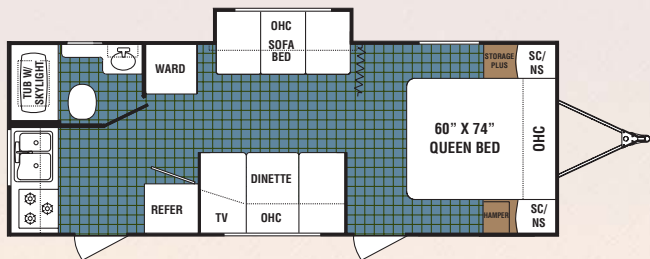 TUB W/
SKYLIGHT
WARD
OHC
SOFA
BED
STORAGE
PLUS
SC/
NS
60” X 74”
QUEEN BED
OHC
DINETTE
TV
OHC
REFER
HAMPER
SC/
NS